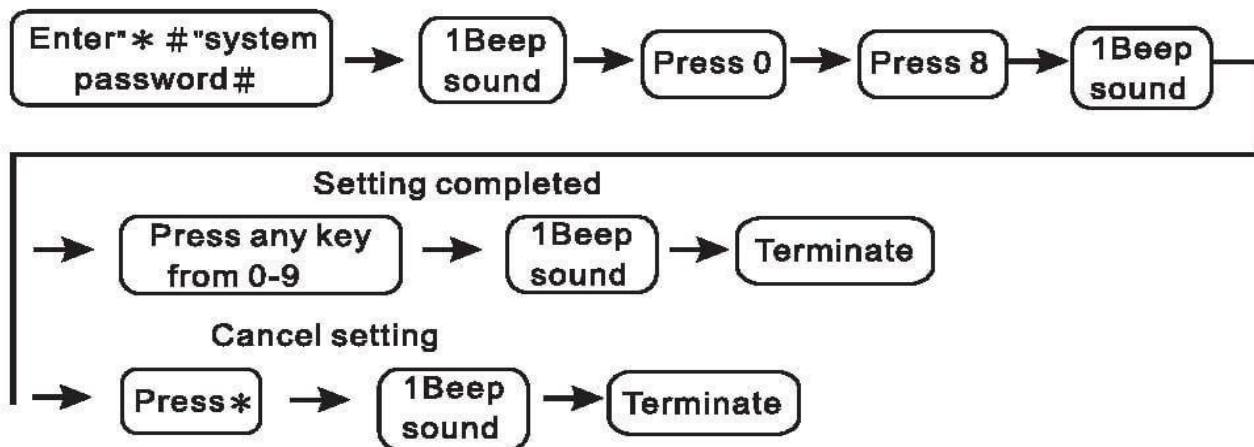 Enter"* #"system
password#
1Beep
sound
Press 0
Press 8
1Beep
sound
Setting completed
Press any key
from 0-9
1Beep
sound
Terminate
Cancel setting
Press*
1Beep
sound
Terminate